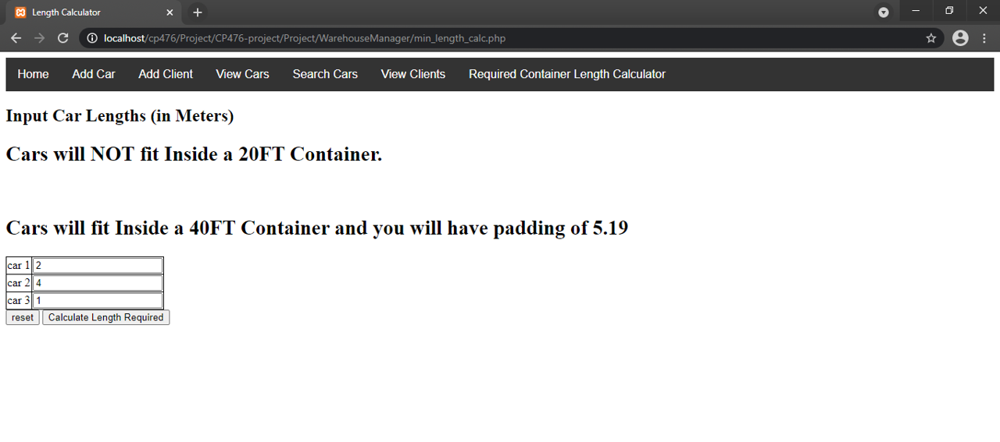 Length Calculator
localhost/cp476/Project/CP476-project/Project/WarehouseManager/min_length_calc.php
Home Add Car Add Client View Cars Search Cars View Clients Required Container Length Calculator
Input Car Lengths (in Meters)
Cars will NOT fit Inside a 20FT Container.
Cars will fit Inside a 40FT Container and you will have padding of 5.19
car 1 2
car 2 4
car 3 1
reset Calculate Length Required